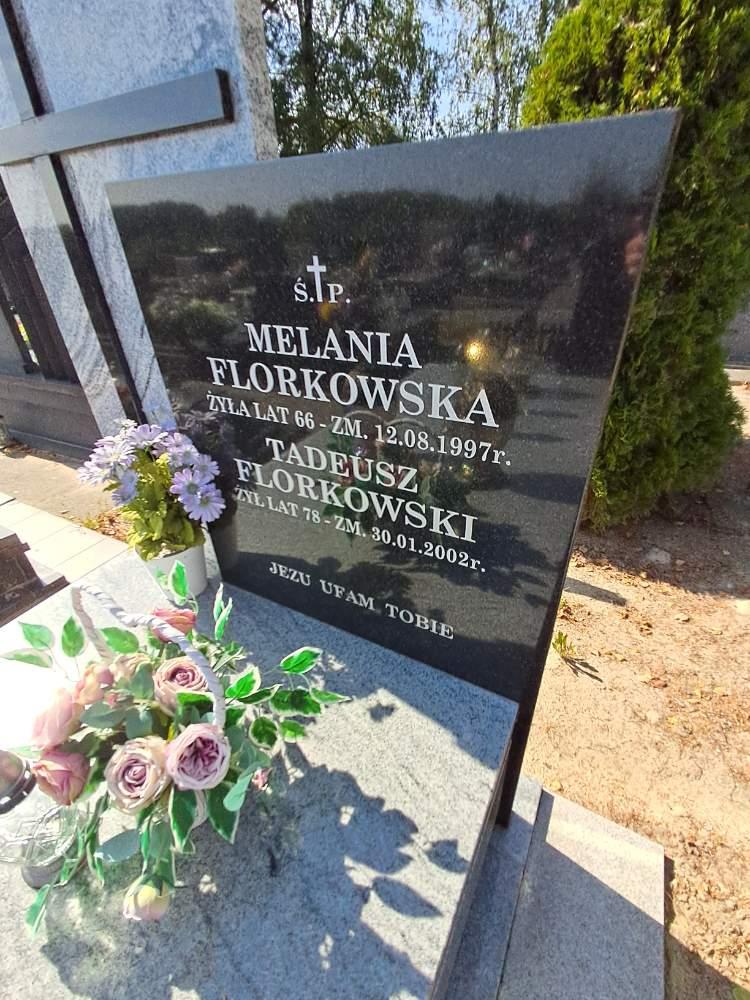 Ś.†P.
MELANIA
FLORKOWSKA
ŻYŁA LAT 66 - ZM. 12.08.1997r.
TADEUSZ
FLORKOWSKI
ŻYŁ LAT 78 - ZM. 30.01.2002r.
JEZU UFAM TOBIE